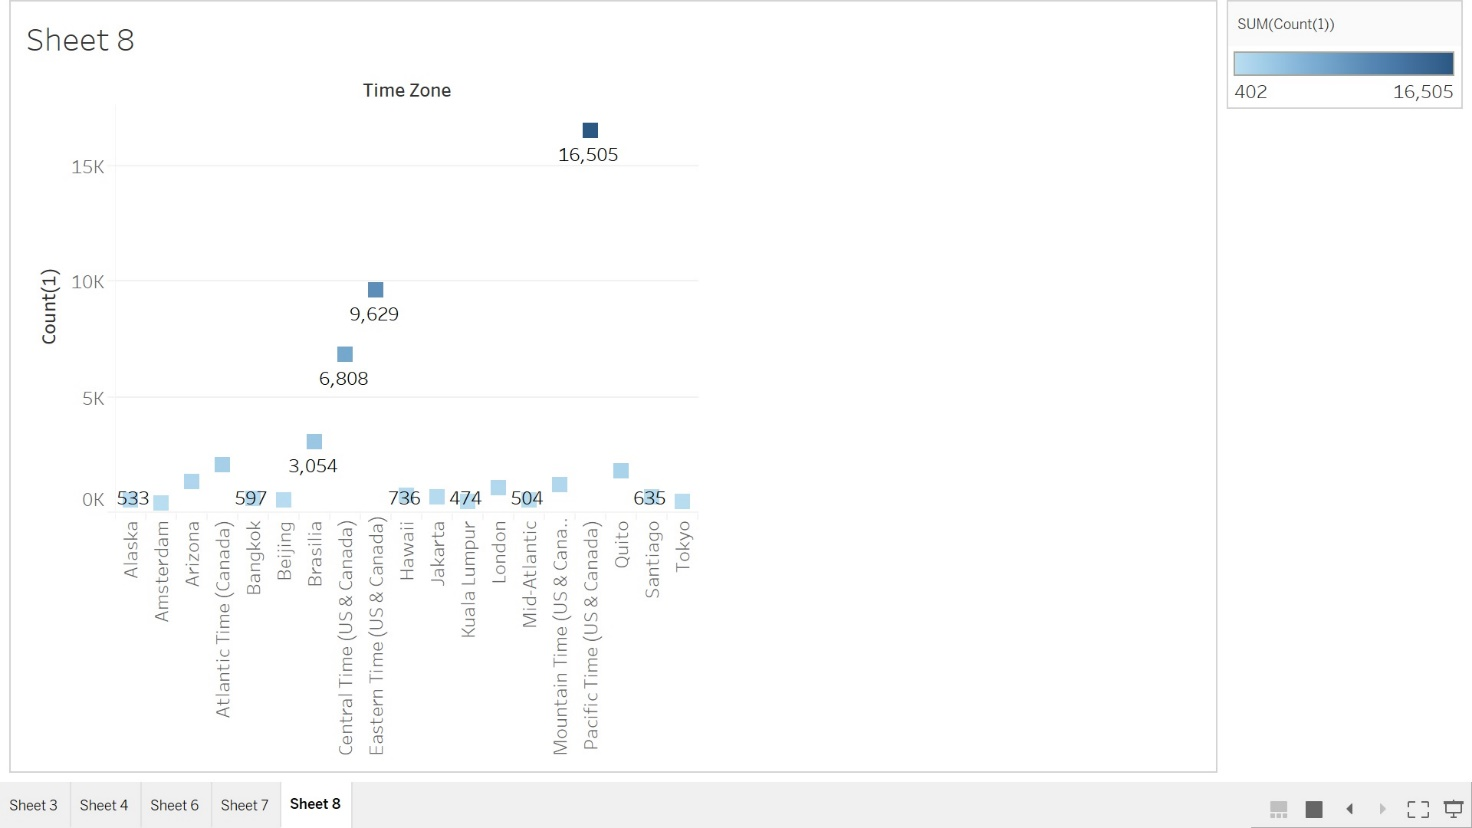 Sheet 8
Time Zone
SUM(Count(1))
402 16,505
Count(1)
15K
10K
5K
0K
16,505
9,629
6,808
3,054
533
597
736
474
504
635
Alaska
Amsterdam
Arizona
Atlantic Time (Canada)
Bangkok
Beijing
Brasilia
Central Time (US & Canada)
Eastern Time (US & Canada)
Hawaii
Jakarta
Kuala Lumpur
London
Mid-Atlantic
Mountain Time (US & Cana..
Pacific Time (US & Canada)
Quito
Santiago
Tokyo
Sheet 3 Sheet 4 Sheet 6 Sheet 7 Sheet 8